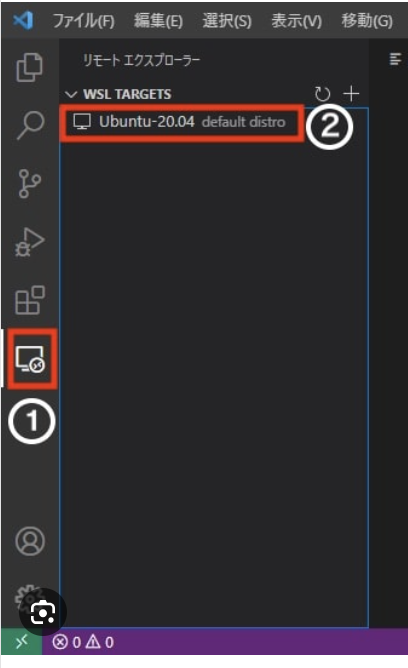 ファイル(F) 編集(E) 選択(S) 表示(V) 移動(G)
リモート エクスプローラー
WSL TARGETS
Ubuntu-20.04 default distro
②
①
0 0